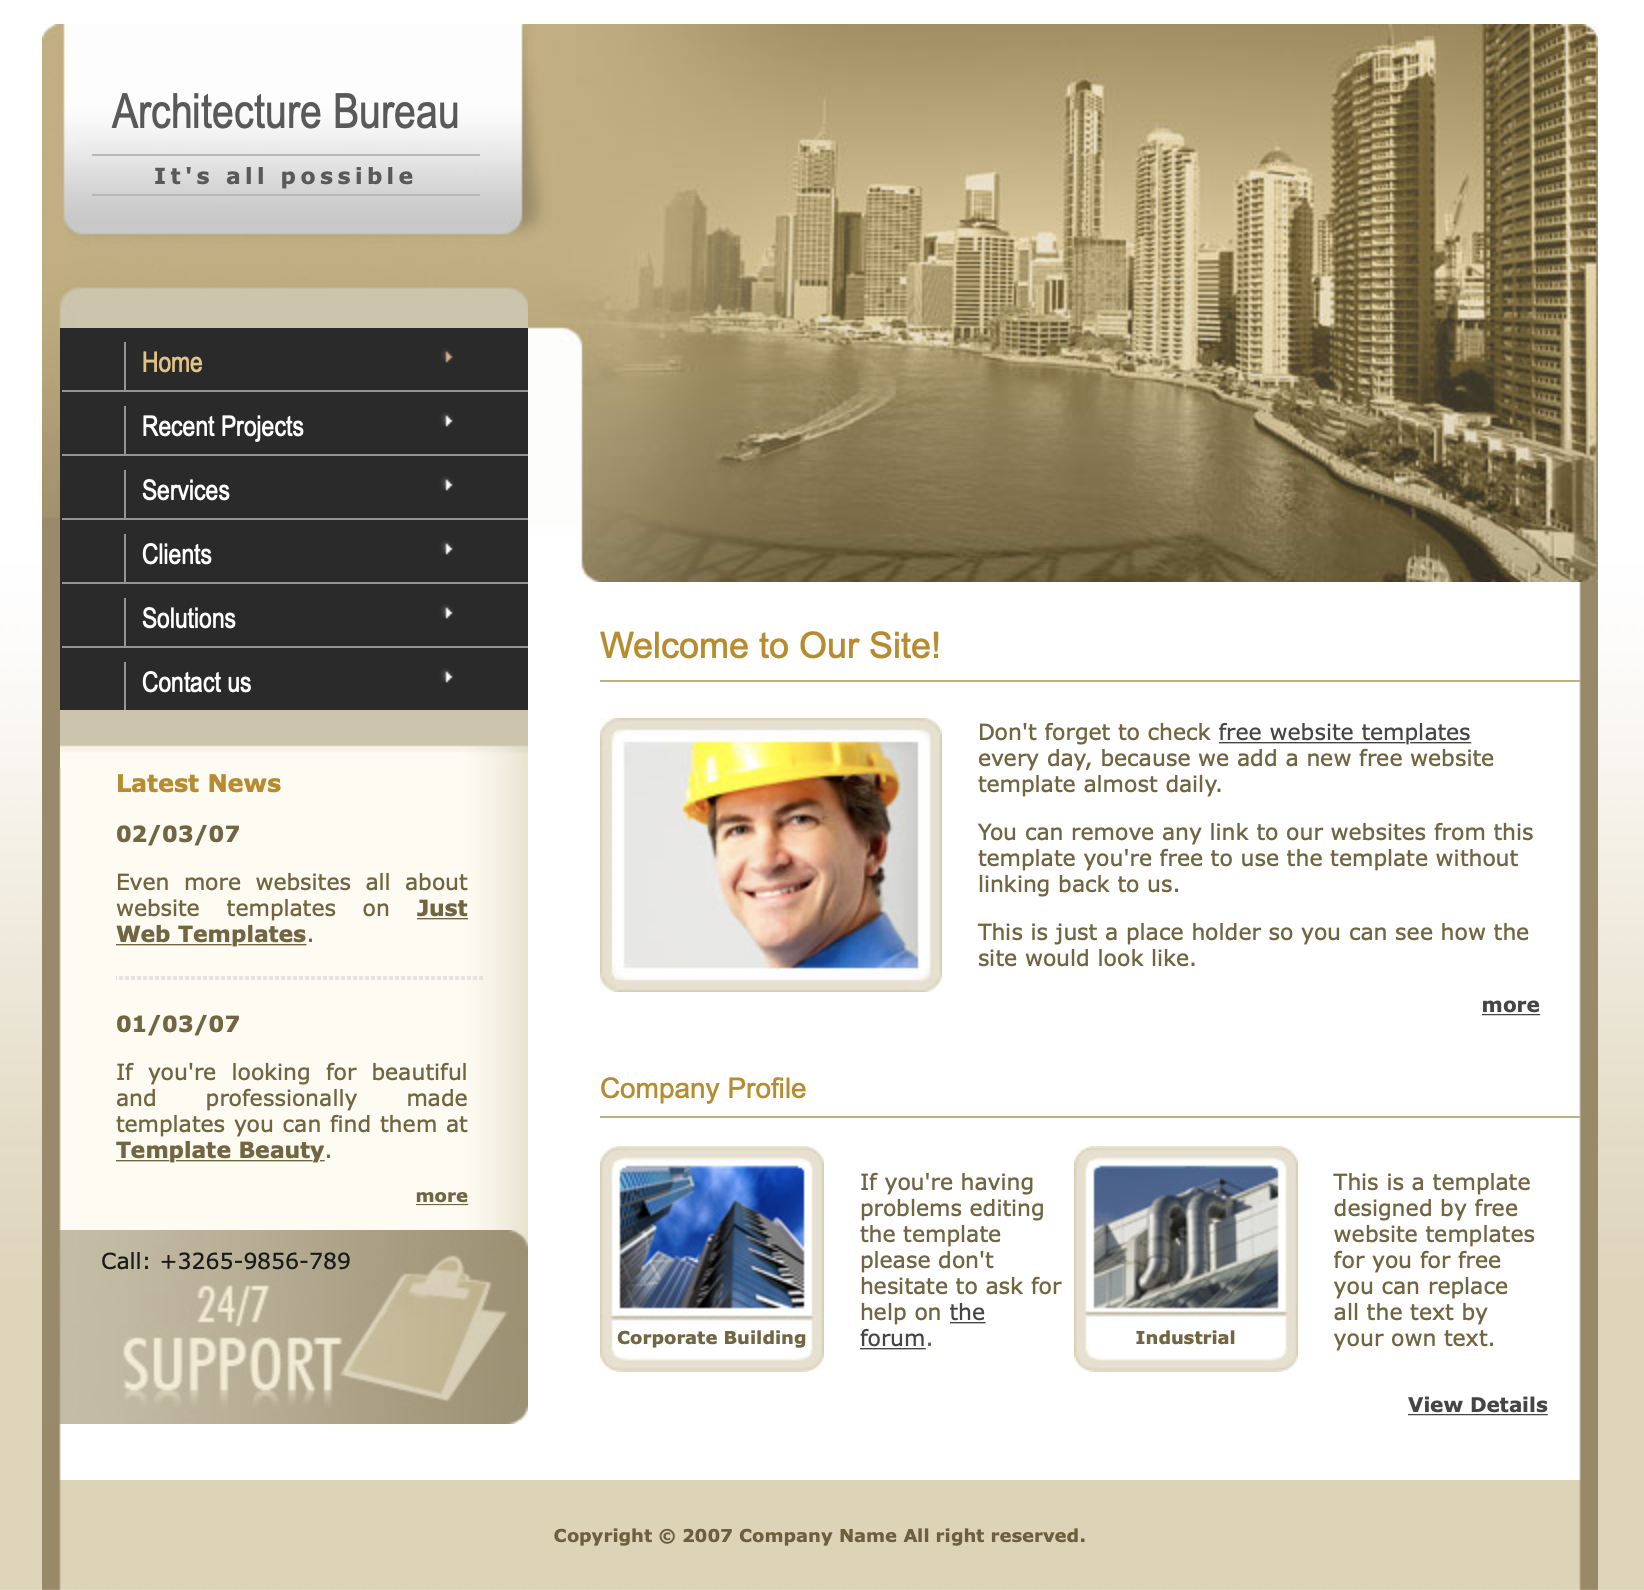 Architecture Bureau
It's all possible
Home
Recent Projects
Services
Clients
Solutions
Contact us
Latest News
02/03/07
Even more websites all about
website templates on Just
Web Templates.
01/03/07
If you're looking for beautiful
and professionally made
templates you can find them at
Template Beauty.
more
Call: +3265-9856-789
24/7
SUPPORT
Welcome to Our Site!
Don't forget to check free website templates
every day, because we add a new free website
template almost daily.
You can remove any link to our websites from this
template you're free to use the template without
linking back to us.
This is just a place holder so you can see how the
site would look like.
more
Company Profile
Corporate Building
If you're having
problems editing
the template
please don't
hesitate to ask for
help on the
forum.
Industrial
This is a template
designed by free
website templates
for you for free
you can replace
all the text by
your own text.
View Details
Copyright © 2007 Company Name All right reserved.